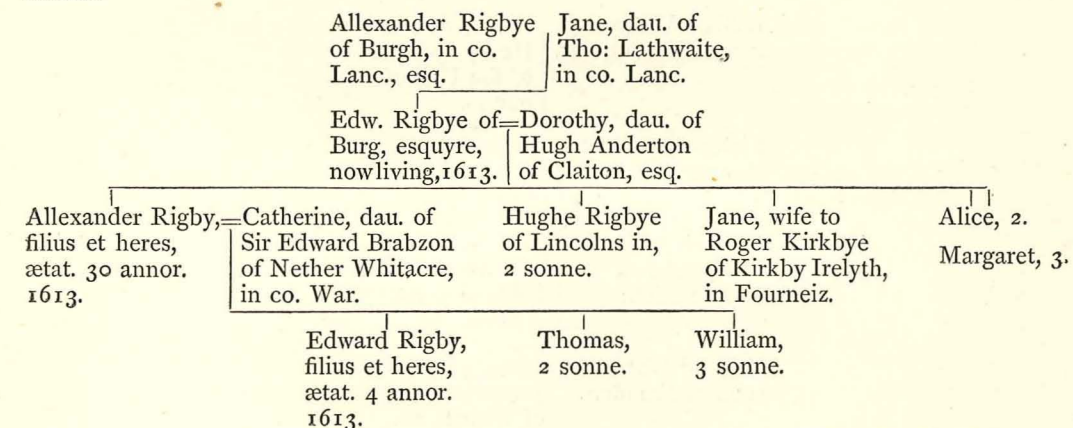 Allexander Rigbye
of Burgh, in co.
Lanc., esq.
Jane, dau. of
Tho: Lathwaite,
in co. Lanc.
Edw. Rigbye of=Dorothy, dau. of
Burg, esquyre,
now living, 1613.
Hugh Anderton
of Claiton, esq.
Allexander Rigby,=Catherine, dau. of
filius et heres,
ætat. 30 annor.
1613.
Sir Edward Brabzon
of Nether Whitacre,
in co. War.
Hughe Rigbye
of Lincolns in,
2 sonne.
Jane, wife to
Roger Kirkbye
of Kirkby Irelyth,
in Fourneiz.
Alice, 2.
Margaret, 3.
Edward Rigby,
filius et heres,
ætat. 4 annor.
1613.
Thomas,
2 sonne.
William,
3 sonne.